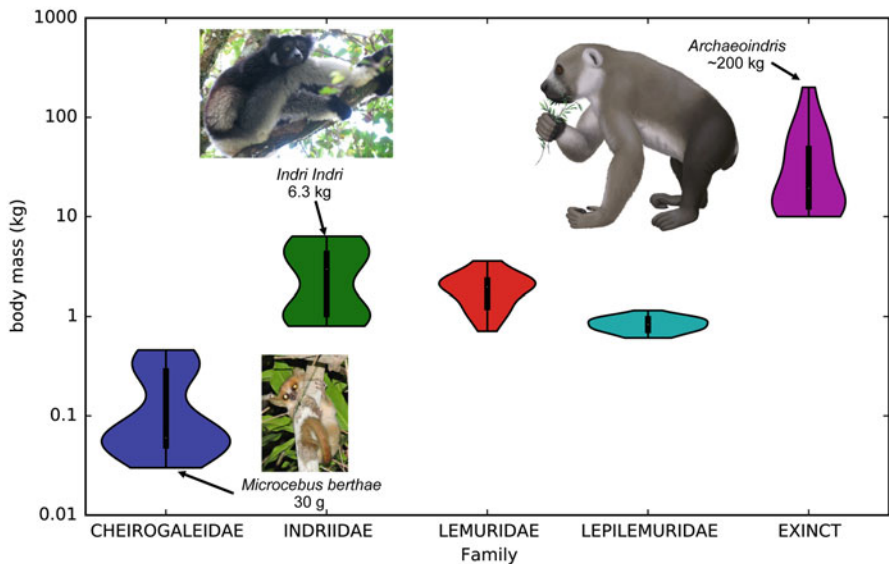 1000
100
10
1
0.1
0.01
body mass (kg)
Indri Indri
6.3 kg
Archaeoindris
~200 kg
Microcebus berthae
30 g
CHEIROGALEIDAE
INDRIIDAE
LEMURIDAE
LEPILEMURIDAE
EXINCT
Family